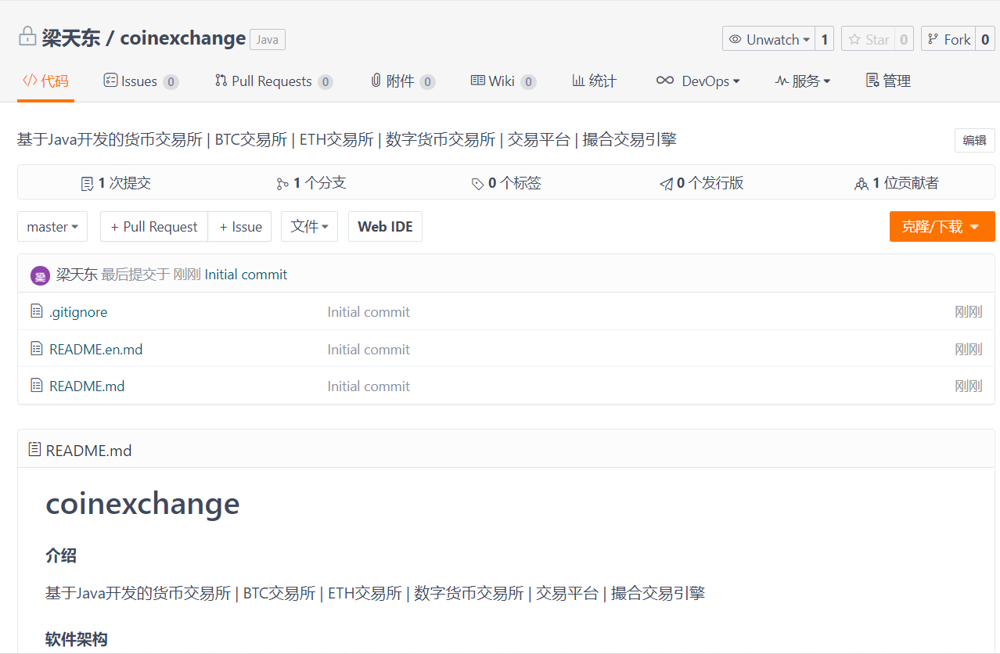 梁天东 / coinexchange Java Unwatch 1 Star 0 Fork 0
代码 Issues 0 Pull Requests 0 附件 0 Wiki 0 统计 DevOps 服务 管理
基于Java开发的货币交易所 | BTC交易所 | ETH交易所 | 数字货币交易所 | 交易平台 | 撮合交易引擎 编辑
1 次提交 1 个分支 0 个标签 0 个发行版 1 位贡献者
master + Pull Request + Issue 文件 Web IDE 克隆/下载
梁 梁天东 最后提交于 刚刚 Initial commit
.gitignore Initial commit 刚刚
README.en.md Initial commit 刚刚
README.md Initial commit 刚刚
README.md
coinexchange
介绍
基于Java开发的货币交易所 | BTC交易所 | ETH交易所 | 数字货币交易所 | 交易平台 | 撮合交易引擎
软件架构